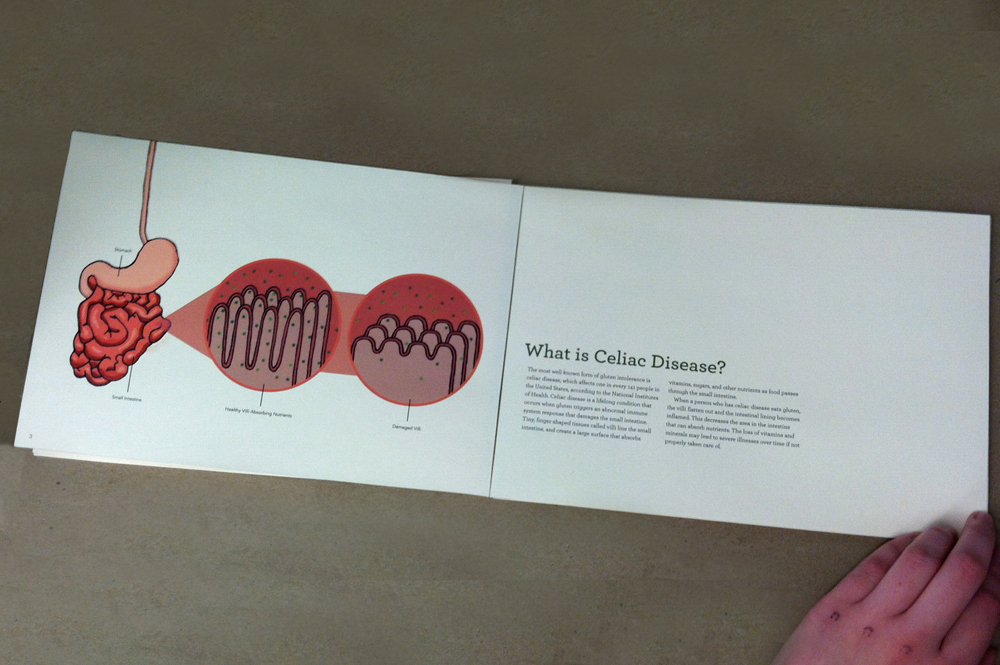 Stomach
Small Intestine
Healthy Villi Absorbing Nutrients
Damaged Villi
3
What is Celiac Disease?
The most well-known form of gluten intolerance is
celiac disease, which affects one in every 141 people in
the United States, according to the National Institutes
of Health. Celiac disease is a lifelong condition that
occurs when gluten triggers an abnormal immune
system response that damages the small intestine.
Tiny, finger-shaped tissues called villi line the small
intestine, and create a large surface that absorbs
vitamins, sugars, and other nutrients as food passes
through the small intestine.
When a person who has celiac disease eats gluten,
the villi flatten out and the intestinal lining becomes
inflamed. This decreases the area in the intestine
that can absorb nutrients. The loss of vitamins and
minerals may lead to severe illnesses over time if not
properly taken care of.